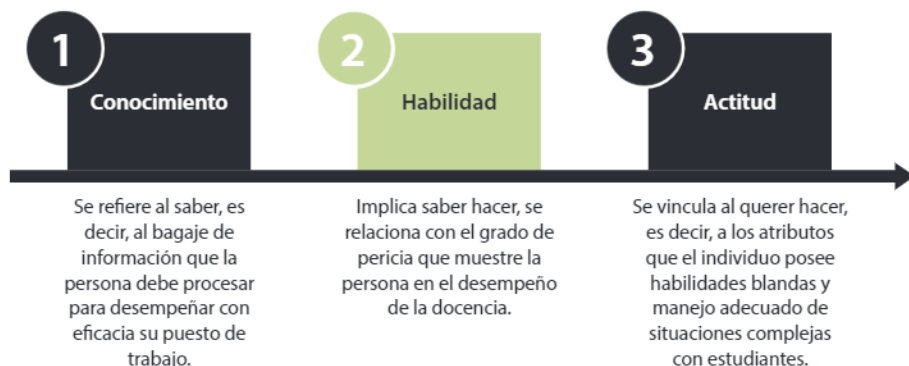 1
Conocimiento
Se refiere al saber, es
decir, al bagaje de
información que la
persona debe procesar
para desempeñar con
eficacia su puesto de
trabajo.
2
Habilidad
Implica saber hacer, se
relaciona con el grado de
pericia que muestre la
persona en el desempeño
de la docencia.
3
Actitud
Se vincula al querer hacer,
es decir, a los atributos
que el individuo posee
habilidades blandas y
manejo adecuado de
situaciones complejas
con estudiantes.